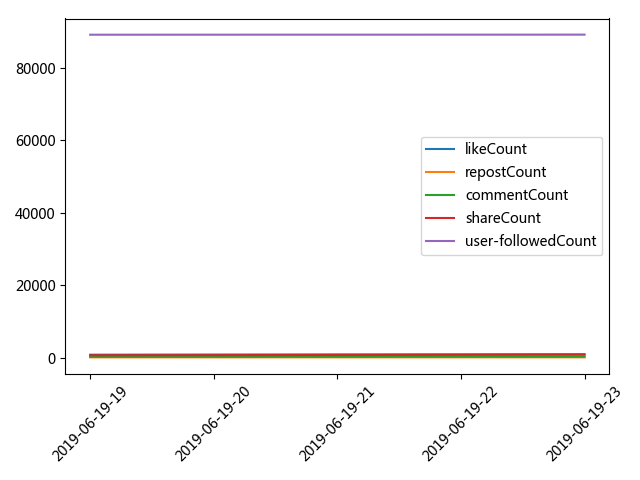 80000
60000
40000
20000
0
likeCount
repostCount
commentCount
shareCount
user-followedCount
2019-06-19-19
2019-06-19-20
2019-06-19-21
2019-06-19-22
2019-06-19-23